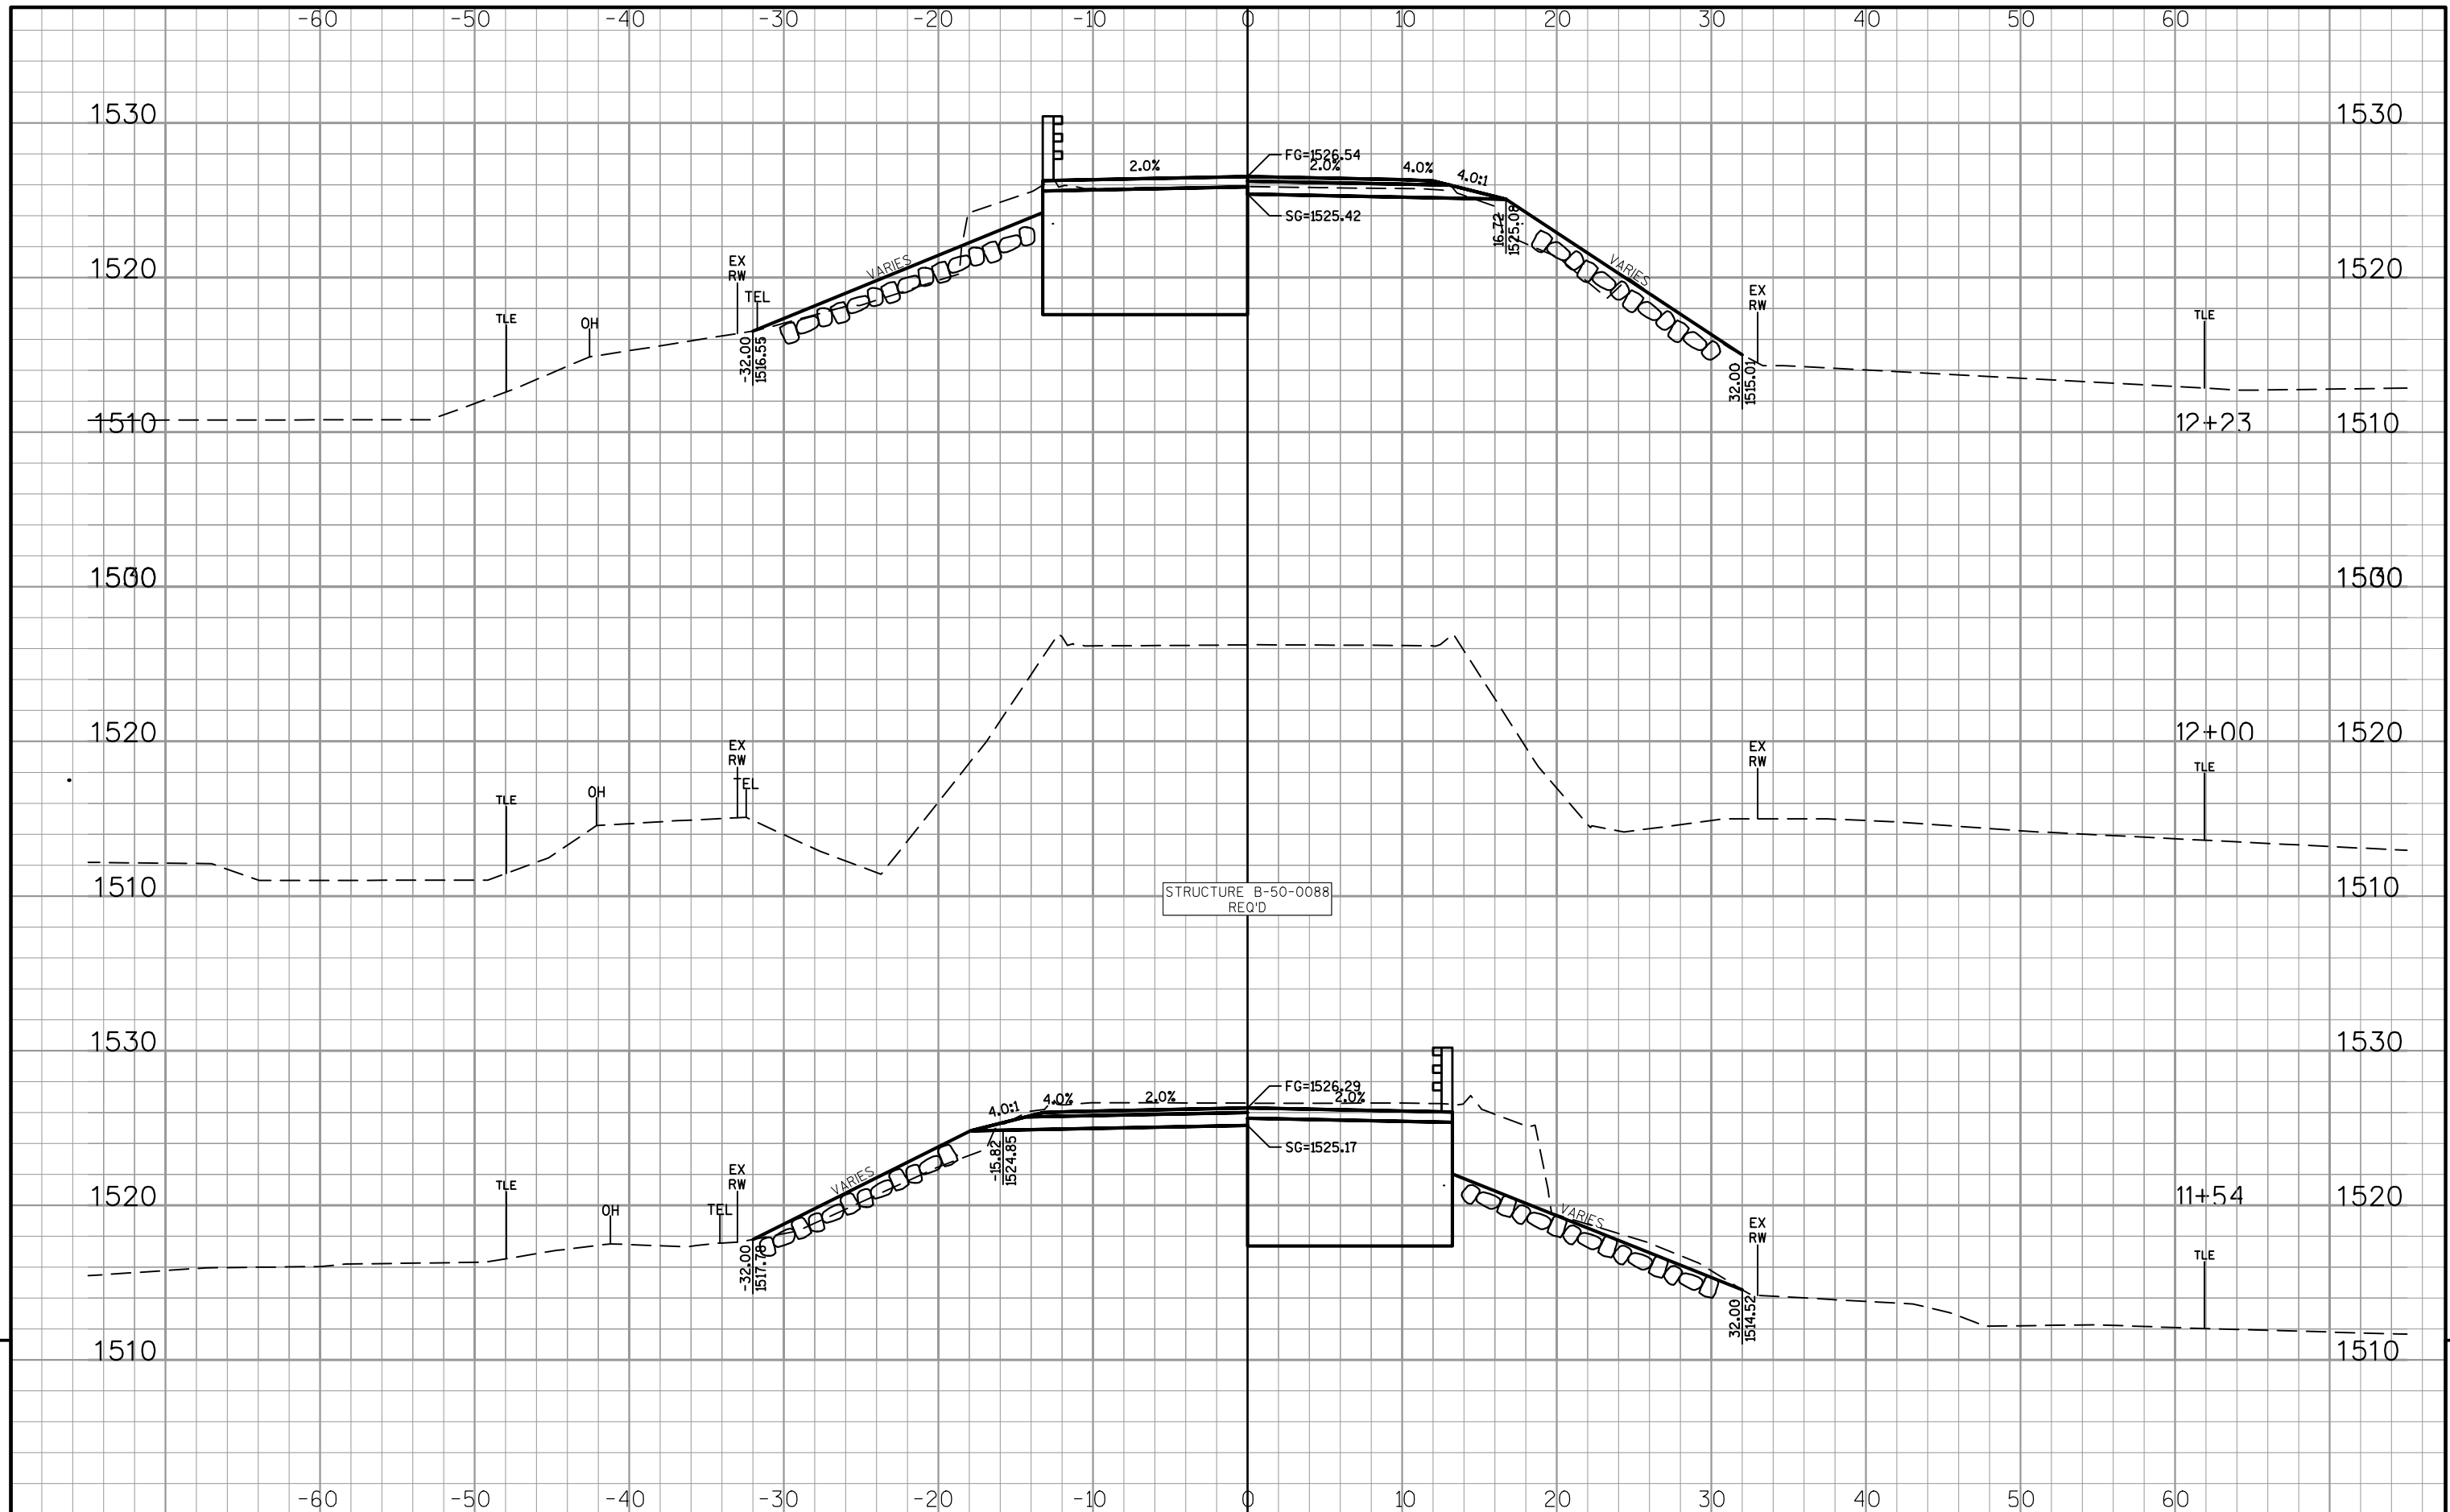 -60 -50 -40 -30 -20 -10 0 10 20 30 40 50 60
1530 1530
FG=1526.54
2.0% 2.0% 4.0% 4.0:1
SG=1525.42
16.72
1525.08
1520 VARIES VARIES 1520
EX
RW
TEL
EX
RW
TLE OH TLE
-32.00
1516.55
32.00
1515.01
1510 12+23 1510
1520 12+00 1520
EX
RW
TEL
EX
RW
TLE OH TLE
1510 1510
STRUCTURE B-50-0088
REQ'D
1530 1530
FG=1526.29
4.0:1 4.0% 2.0% 2.0%
SG=1525.17
-15.82
1524.85
1520 VARIES VARIES 11+54 1520
EX
RW
EX
RW
TLE OH TEL TLE
-32.00
1517.78
32.00
1514.52
1510 1510
-60 -50 -40 -30 -20 -10 0 10 20 30 40 50 60